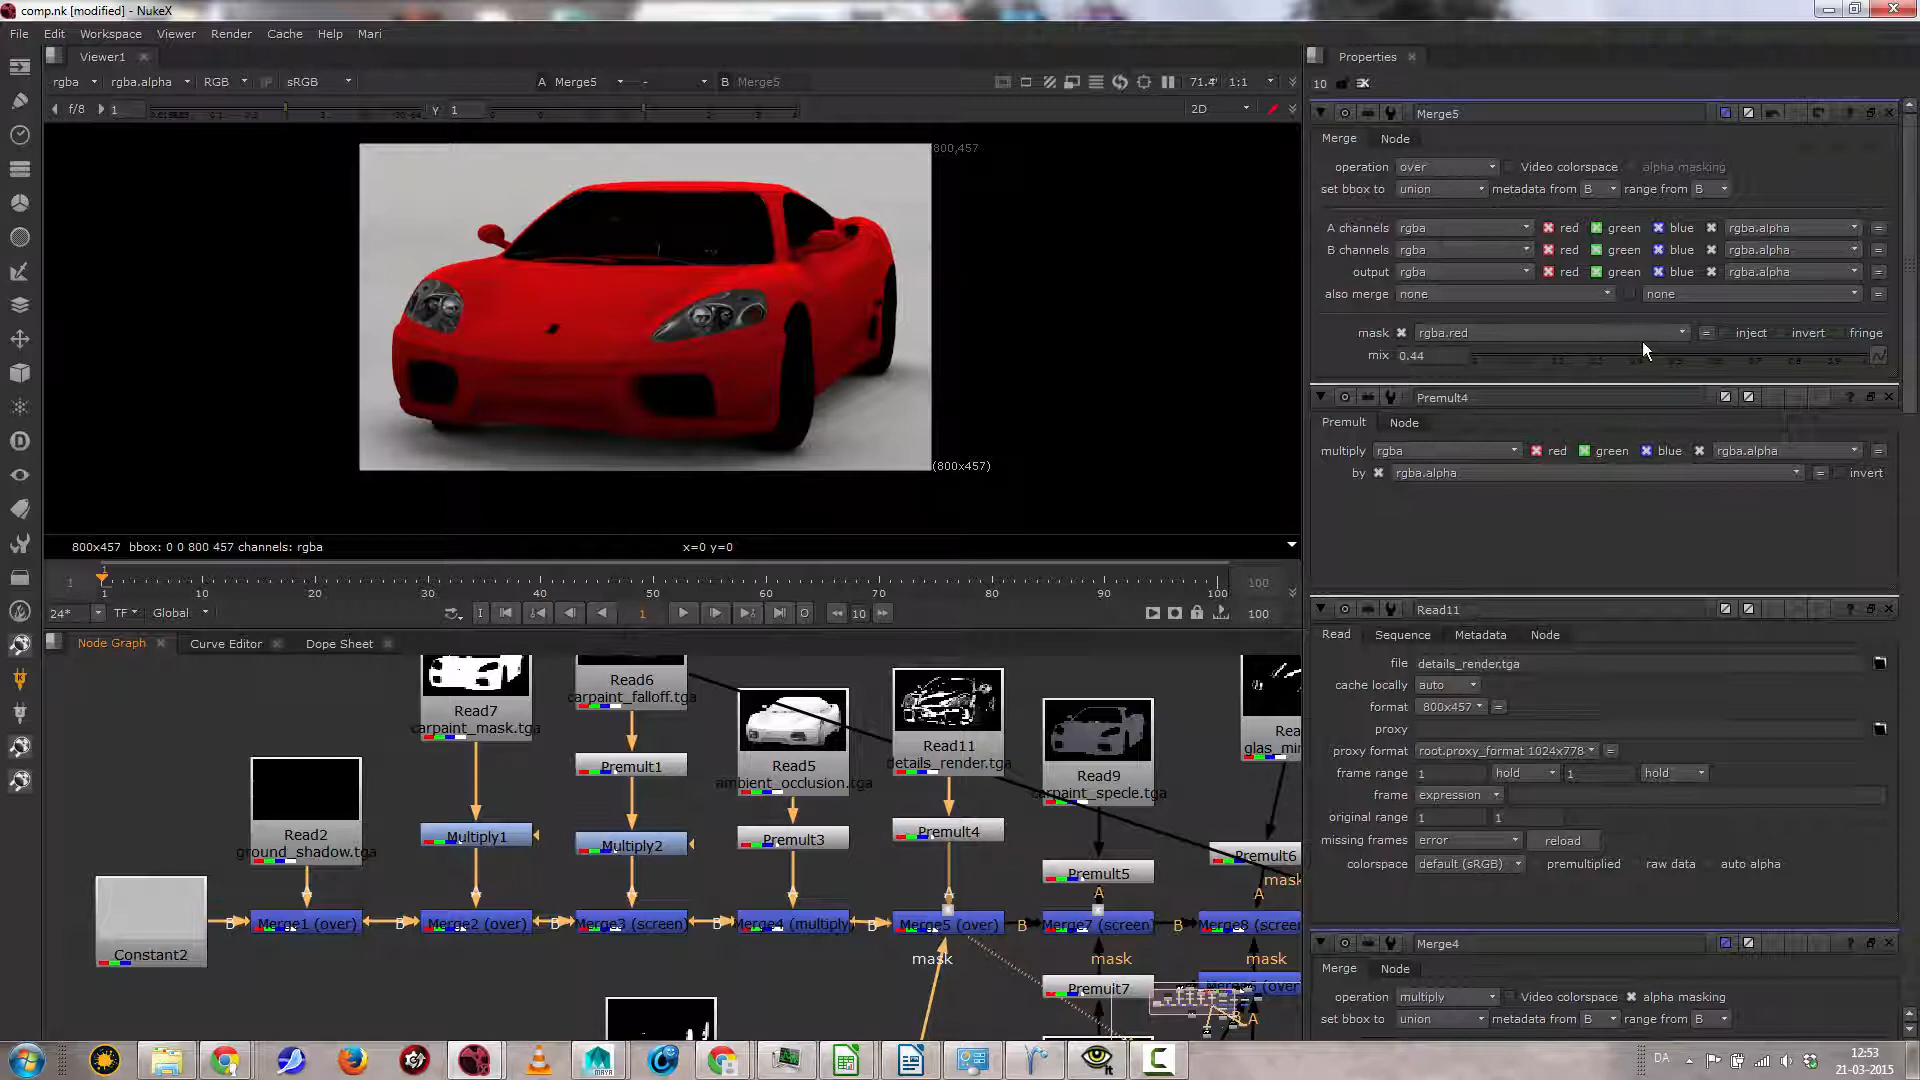 comp.nk [modified] - NukeX
File Edit Workspace Viewer Render Cache Help Mari
Viewer1
rgba rgba.alpha RGB IP sRGB A Merge5 - B Merge5 71.4 1:1
f/8 1 Y 1 2D
800,457
(800x457)
800x457 bbox: 0 0 800 457 channels: rgba x=0 y=0
1
1 1 10 20 30 40 50 60 70 80 90 100 100
24* TF Global 1 10 100
Node Graph Curve Editor Dope Sheet
Read7
carpaint_mask.tga
Read6
carpaint_falloff.tga
Premult1
Read5
ambient_occlusion.tga
Read11
details_render.tga
Read9
carpaint_specle.tga
Read2
ground_shadow.tga
Multiply1
Multiply2
Premult3
Premult4
Premult5
Premult6
mask
A
A
Constant2
B Merge1 (over) B Merge2 (over) B Merge3 (screen) B Merge4 (multiply) B Merge5 (over) B Merge7 (screen) B Merge8 (screen
mask
mask
mask
Premult7
Merge6 (over
A
Properties
10
Merge5
Merge Node
operation over Video colorspace alpha masking
set bbox to union metadata from B range from B
A channels rgba red green blue rgba.alpha =
B channels rgba red green blue rgba.alpha =
output rgba red green blue rgba.alpha =
also merge none none =
mask rgba.red = inject invert fringe
mix 0.44
Premult4
Premult Node
multiply rgba red green blue rgba.alpha =
by rgba.alpha = invert
Read11
Read Sequence Metadata Node
file details_render.tga
cache locally auto
format 800x457 =
proxy
proxy format root.proxy_format 1024x778 =
frame range 1 hold 1 hold
frame expression
original range 1 1
missing frames error reload
colorspace default (sRGB) premultiplied raw data auto alpha
Merge4
Merge Node
operation multiply Video colorspace alpha masking
set bbox to union metadata from B range from B
DA
12:53
21-03-2015